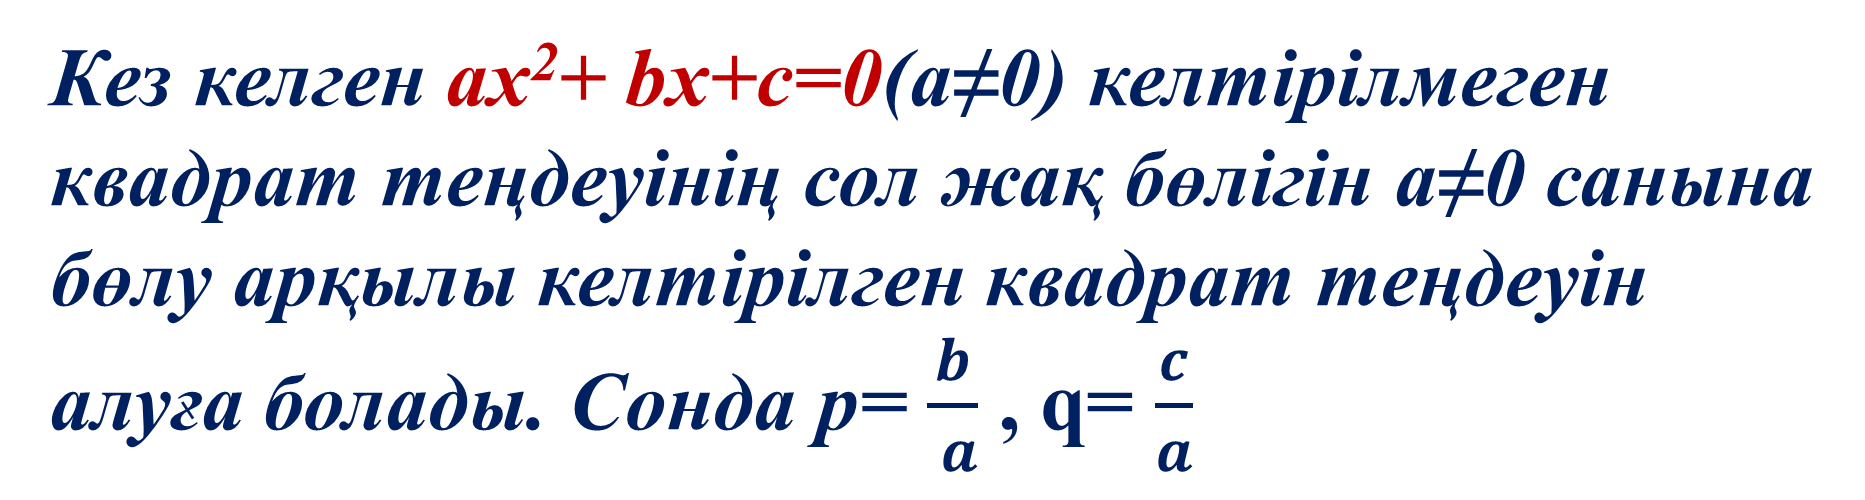 Кез келген ax²+ bx+c=0(a≠0) келтірілмеген
квадрат теңдеуінің сол жақ бөлігін a≠0 санына
бөлу арқылы келтірілген квадрат теңдеуін
алуға болады. Сонда p= b/a , q= c/a